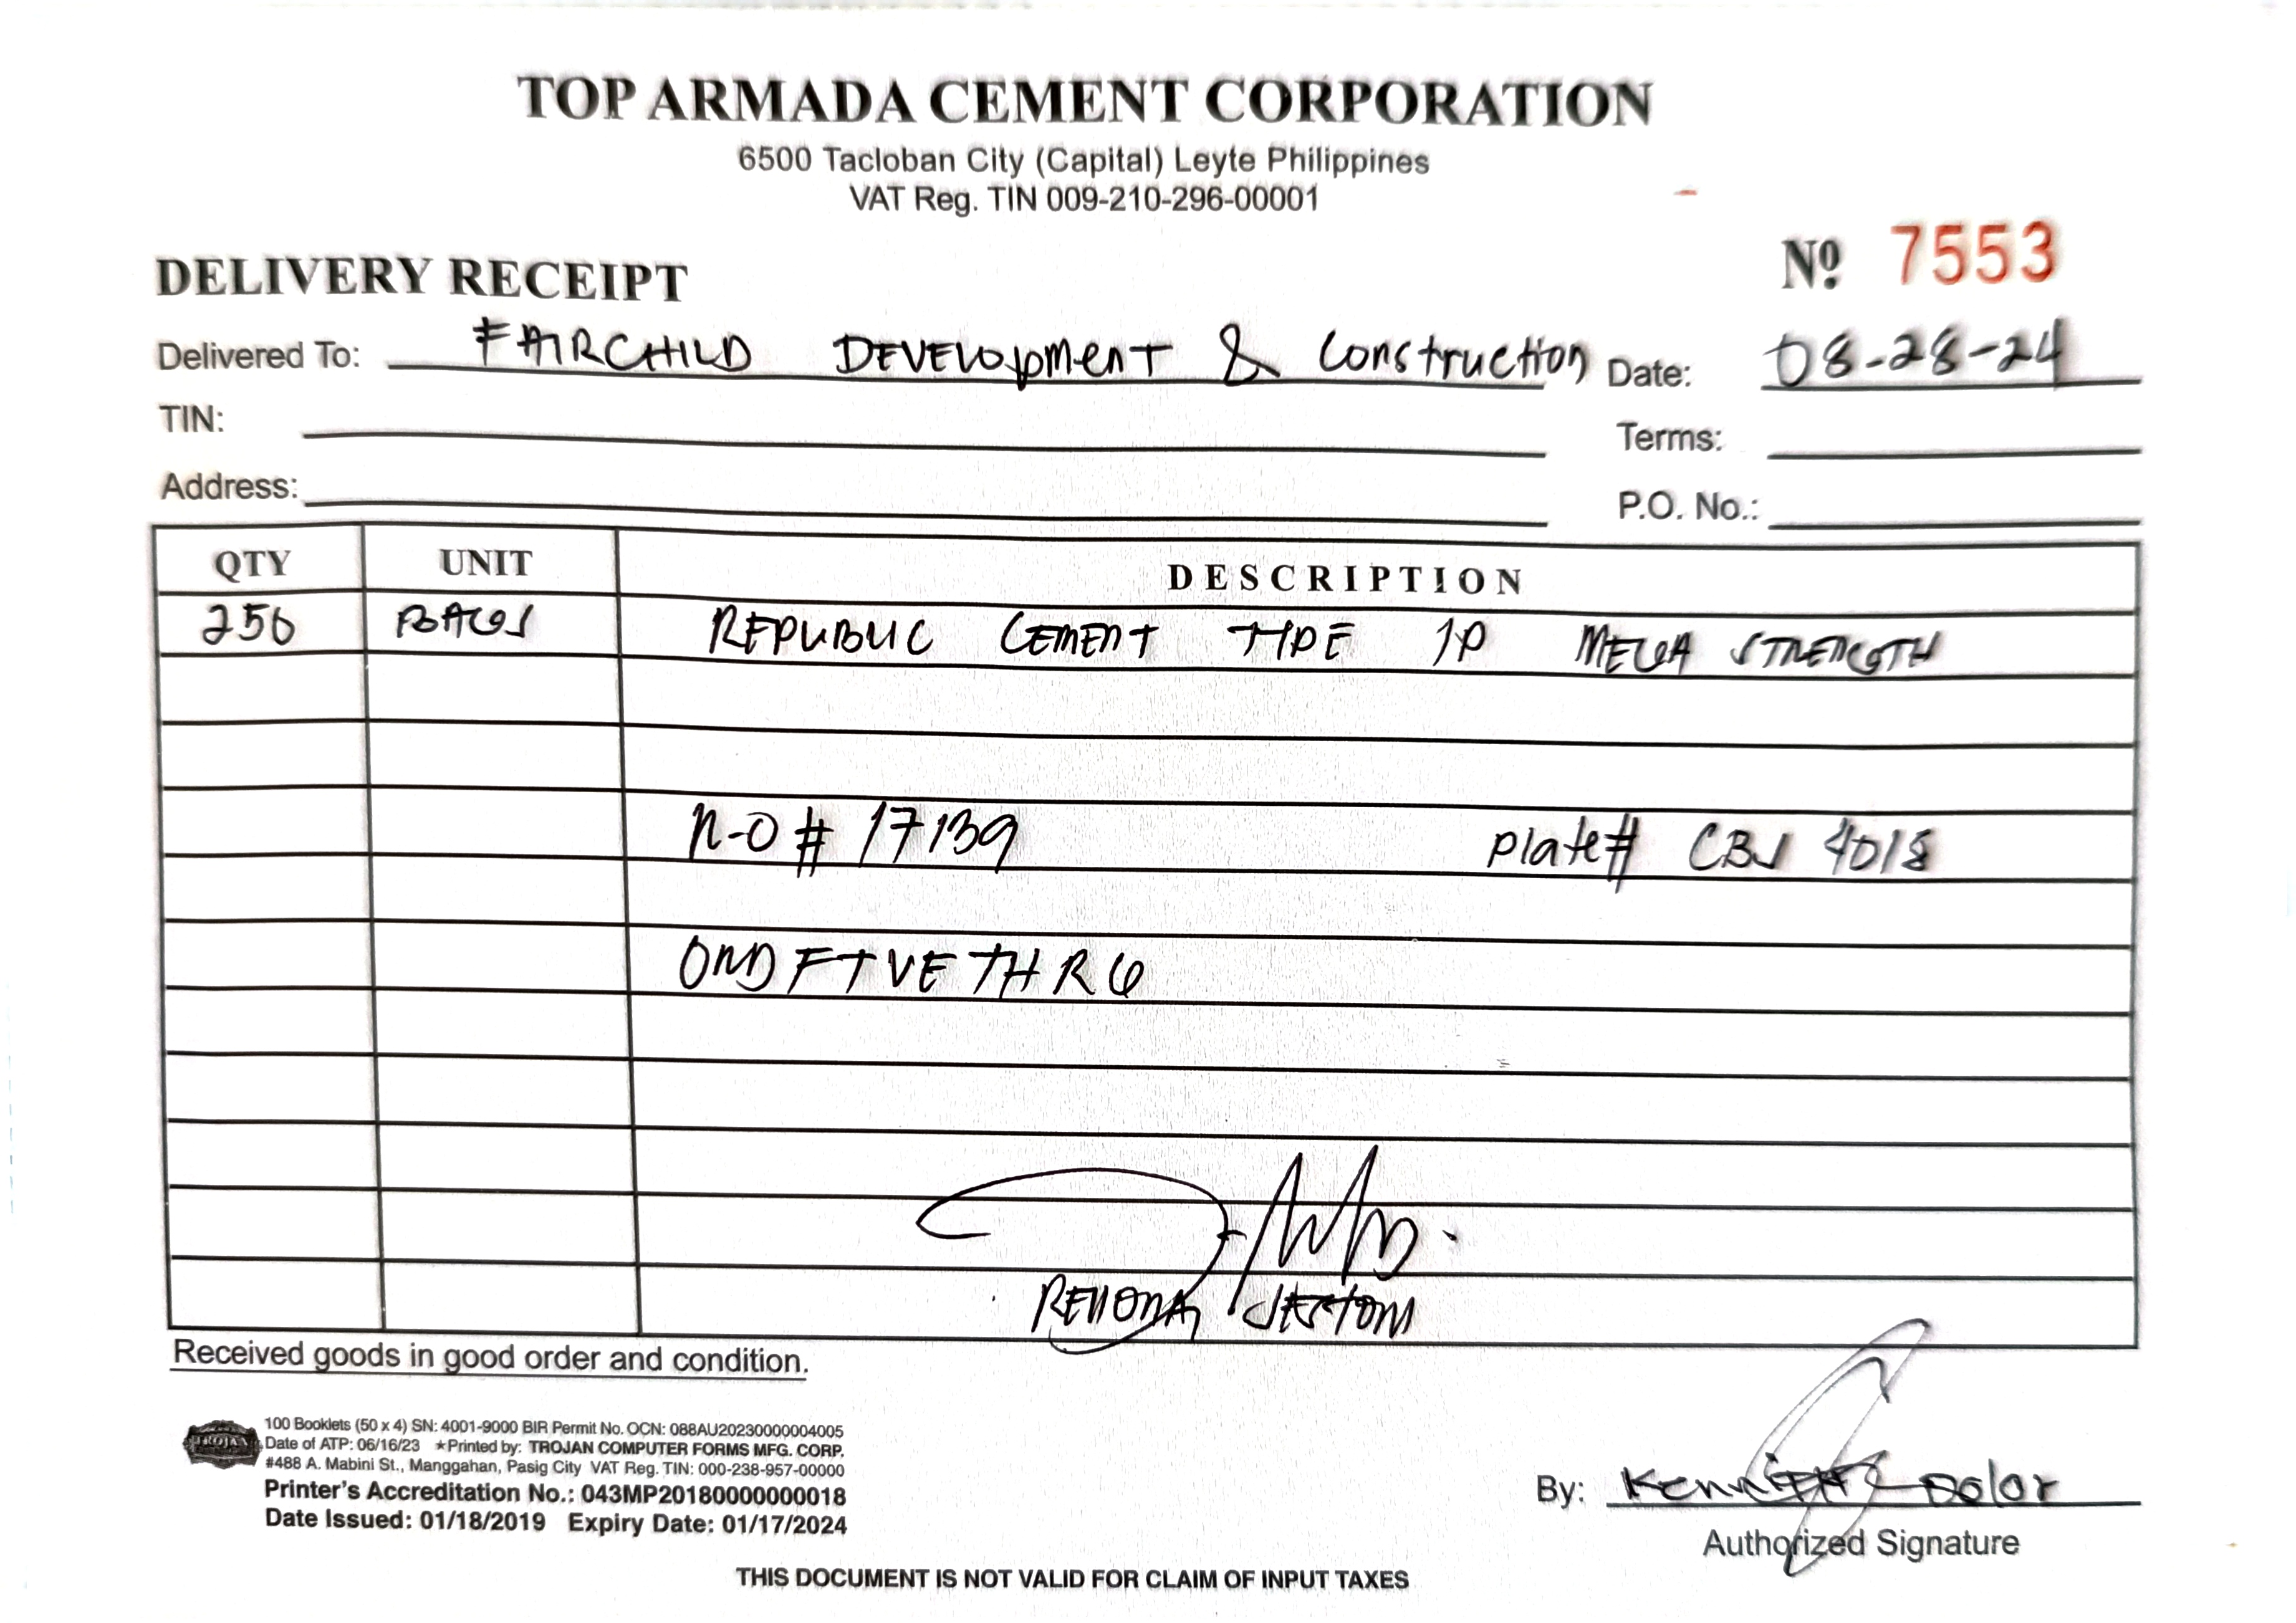 TOP ARMADA CEMENT CORPORATION
6500 Tacloban City (Capital) Leyte Philippines
VAT Reg. TIN 009-210-296-00001
DELIVERY RECEIPT
Nº 7553
Delivered To: FAIRCHILD DEVELOPMENT & Construction Date: 08-28-24
TIN: Terms:
Address: P.O. No.:
QTY UNIT DESCRIPTION
250 BAGS REPUBLIC CEMENT TYPE 1P MEGA STRENGTH
# 17139 Plate# CBJ 4018
Received goods in good order and condition.
TROJAN
100 Booklets (50 x 4) SN: 4001-9000 BIR Permit No. OCN: 088AU20230000004005
Date of ATP: 06/16/23 ★Printed by: TROJAN COMPUTER FORMS MFG. CORP.
#488 A. Mabini St., Manggahan, Pasig City VAT Reg. TIN: 000-238-957-00000
Printer's Accreditation No.: 043MP20180000000018
Date Issued: 01/18/2019 Expiry Date: 01/17/2024
By: Kenneth Dolor
Authorized Signature
THIS DOCUMENT IS NOT VALID FOR CLAIM OF INPUT TAXES